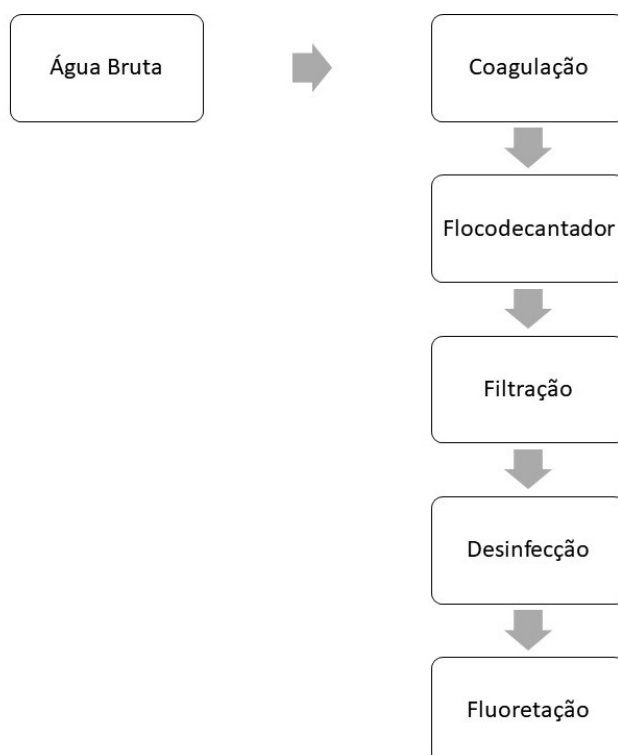 Água Bruta
Coagulação
Flocodecantador
Filtração
Desinfecção
Fluoretação